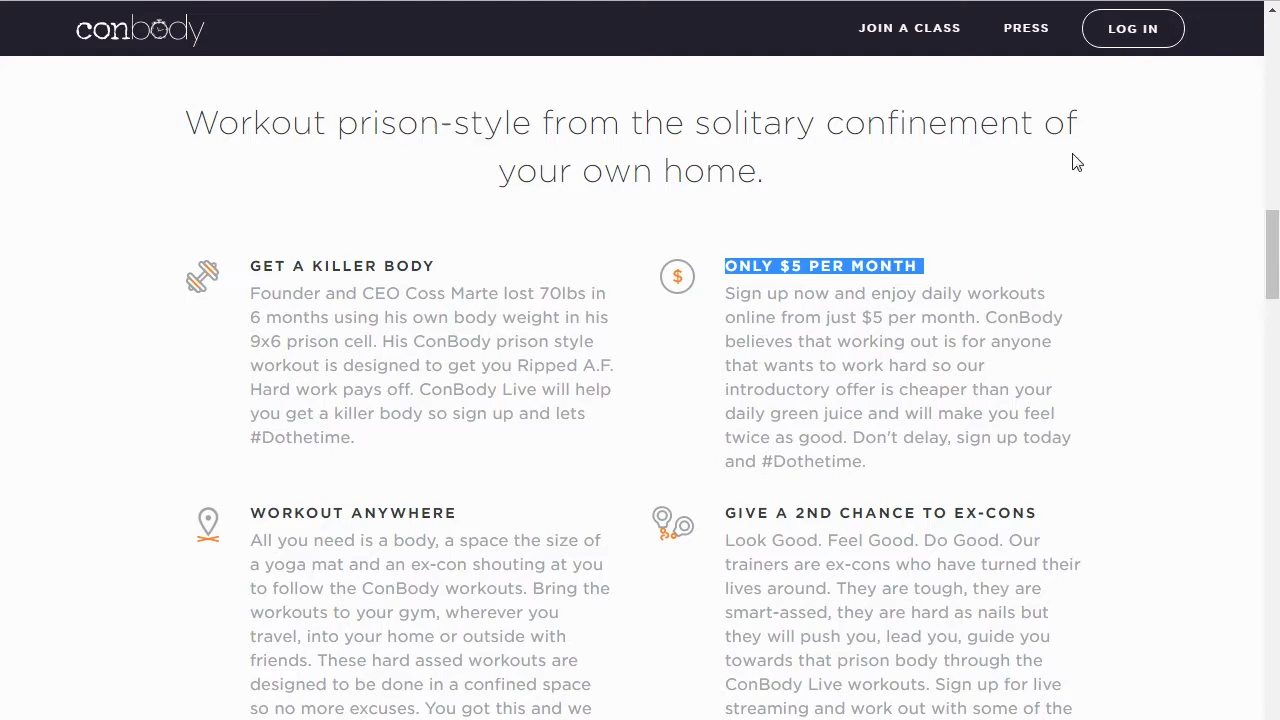 conbody
JOIN A CLASS
PRESS
LOG IN
Workout prison-style from the solitary confinement of
your own home.
GET A KILLER BODY
Founder and CEO Coss Marte lost 70lbs in
6 months using his own body weight in his
9x6 prison cell. His ConBody prison style
workout is designed to get you Ripped A.F.
Hard work pays off. ConBody Live will help
you get a killer body so sign up and lets
#Dothetime.
$
ONLY $5 PER MONTH
Sign up now and enjoy daily workouts
online from just $5 per month. ConBody
believes that working out is for anyone
that wants to work hard so our
introductory offer is cheaper than your
daily green juice and will make you feel
twice as good. Don't delay, sign up today
and #Dothetime.
WORKOUT ANYWHERE
All you need is a body, a space the size of
a yoga mat and an ex-con shouting at you
to follow the ConBody workouts. Bring the
workouts to your gym, wherever you
travel, into your home or outside with
friends. These hard assed workouts are
designed to be done in a confined space
so no more excuses. You got this and we
GIVE A 2ND CHANCE TO EX-CONS
Look Good. Feel Good. Do Good. Our
trainers are ex-cons who have turned their
lives around. They are tough, they are
smart-assed, they are hard as nails but
they will push you, lead you, guide you
towards that prison body through the
ConBody Live workouts. Sign up for live
streaming and work out with some of the